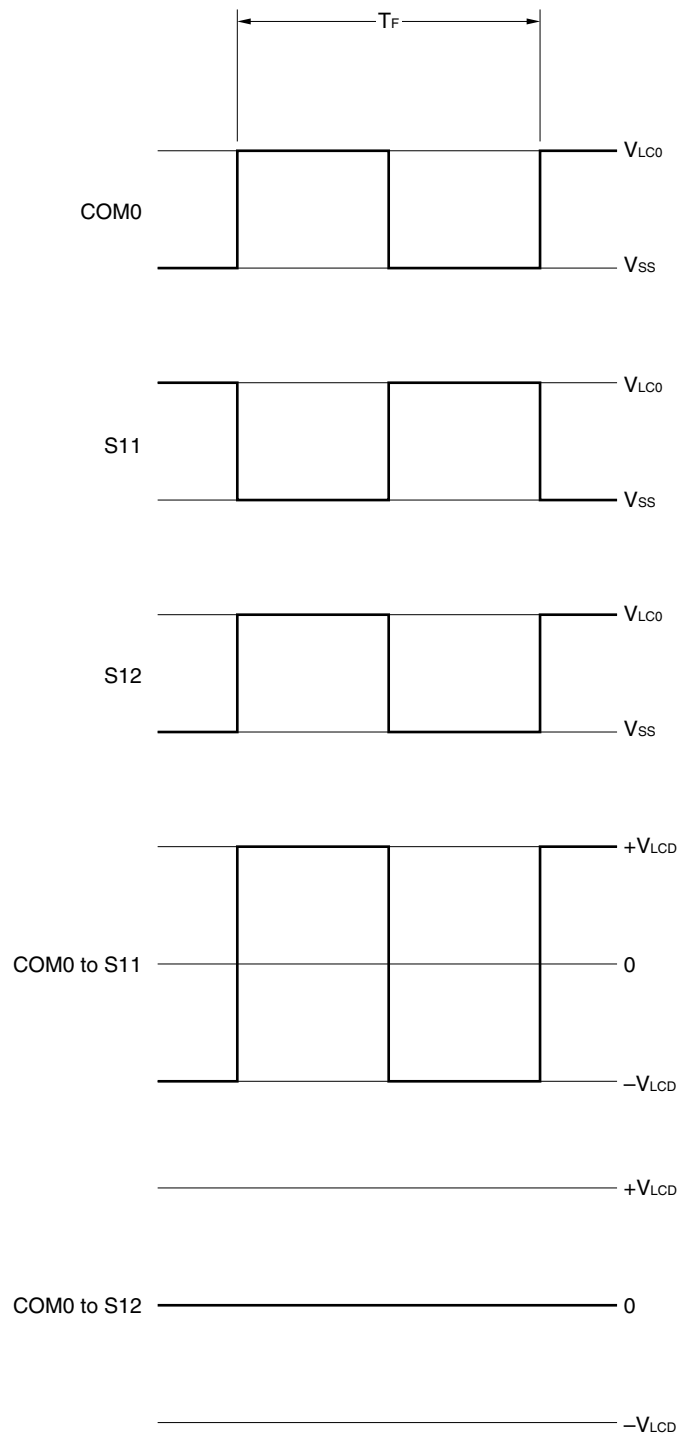 TF
VLC0
COM0
VSS
VLC0
S11
VSS
VLC0
S12
VSS
+VLCD
COM0 to S11
0
–VLCD
+VLCD
COM0 to S12
0
–VLCD